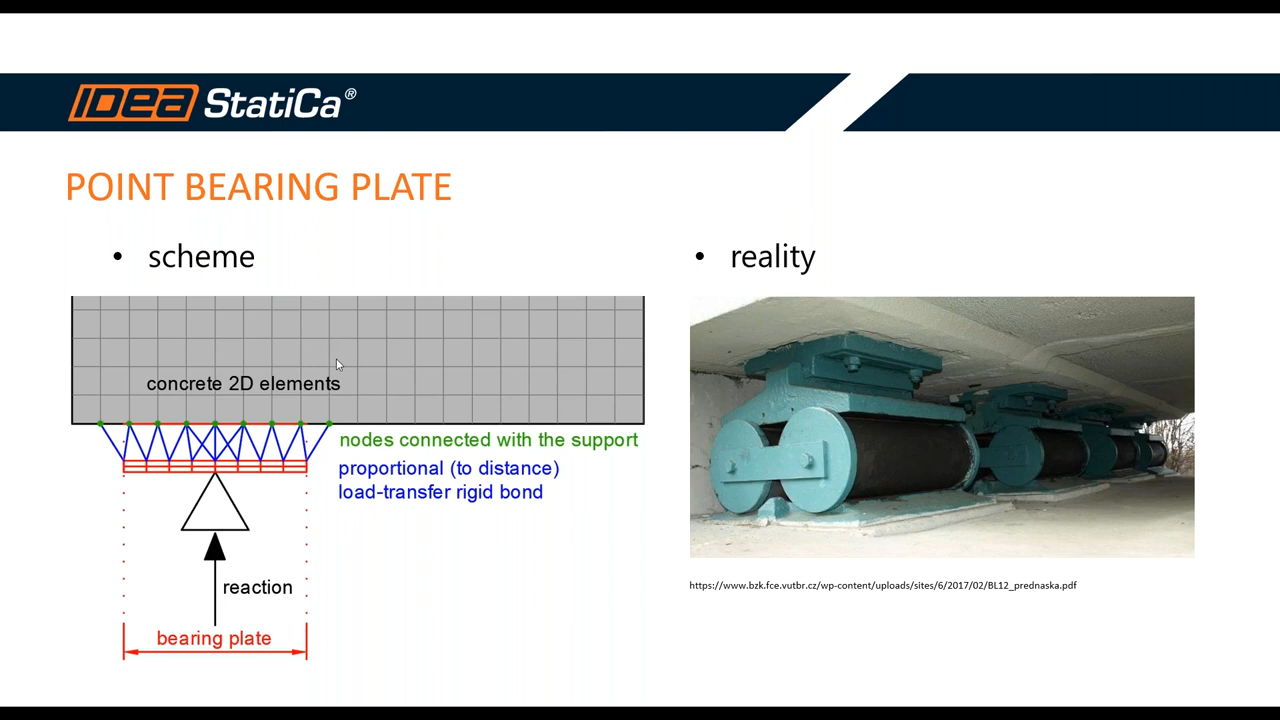 IDEA StatiCa®
POINT BEARING PLATE
• scheme
• reality
concrete 2D elements
nodes connected with the support
proportional (to distance)
load-transfer rigid bond
reaction
bearing plate
https://www.bzk.fce.vutbr.cz/wp-content/uploads/sites/6/2017/02/BL12_prednaska.pdf